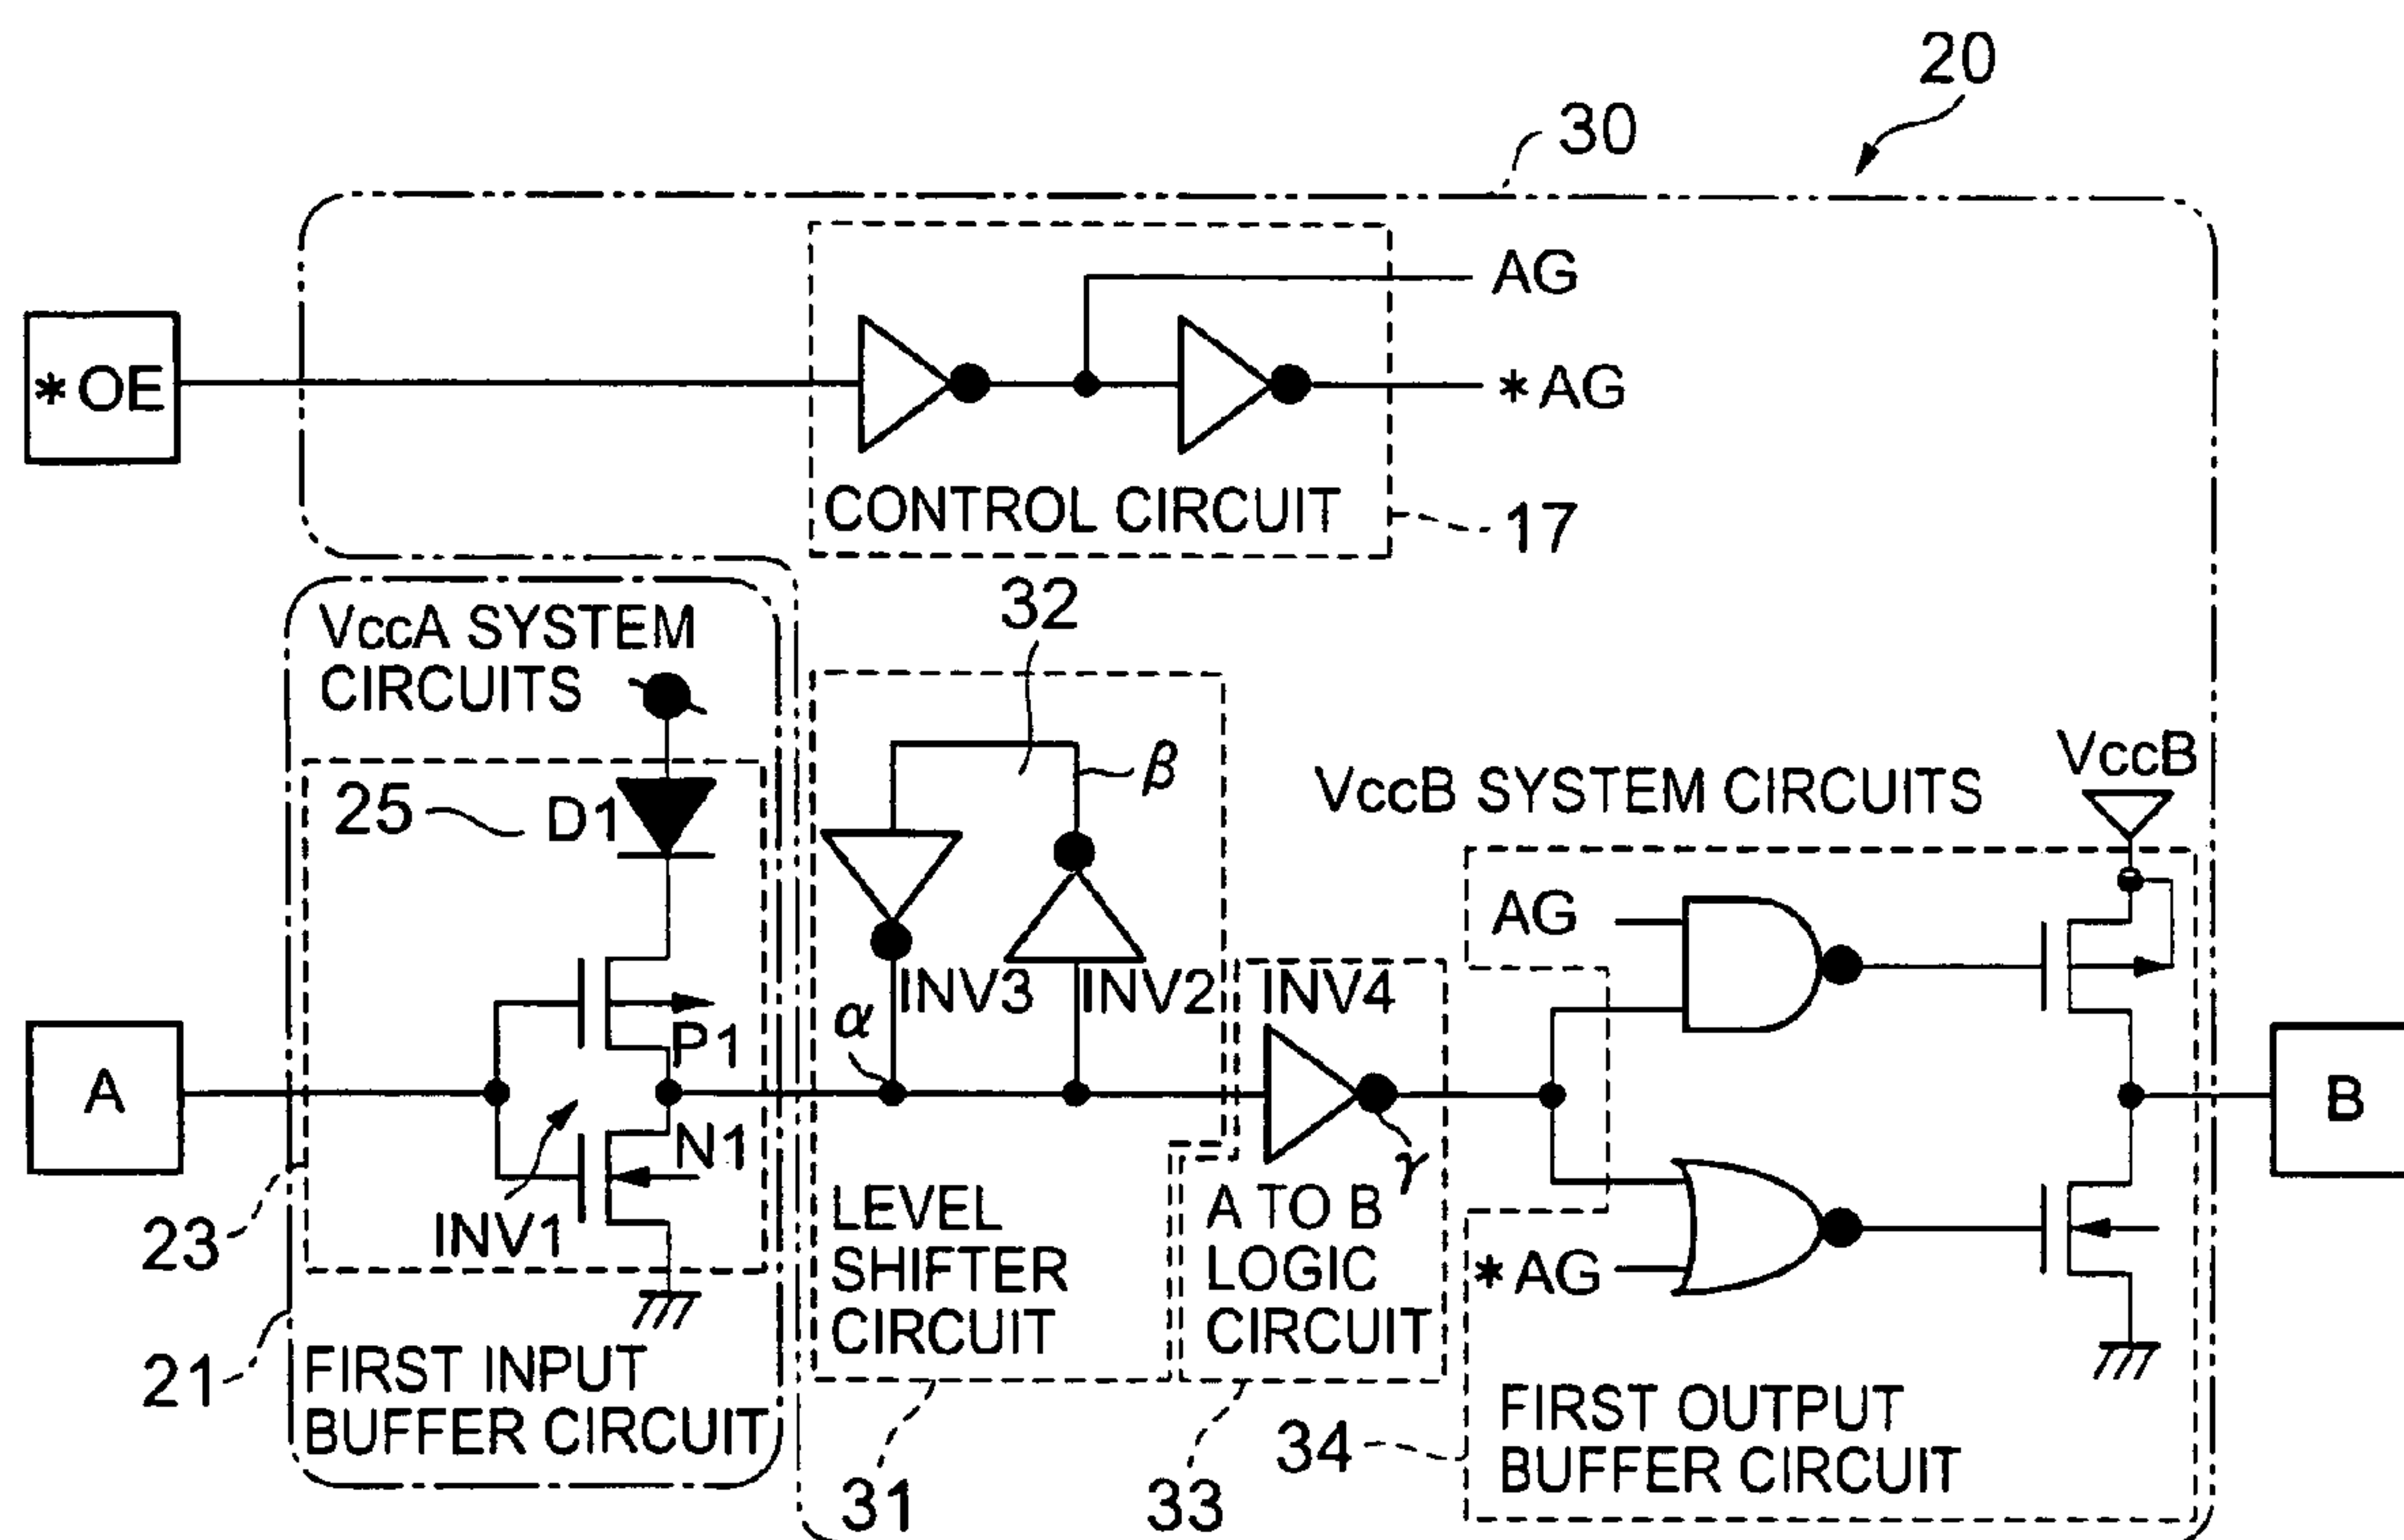 20
30
AG
*OE
*AG
CONTROL CIRCUIT
17
VccA SYSTEM
CIRCUITS
32
β
25
D1
VccB SYSTEM CIRCUITS
VccB
AG
INV3
INV2
INV4
α
P1
A
B
N1
γ
INV1
23
LEVEL
SHIFTER
CIRCUIT
A TO B
LOGIC
CIRCUIT
*AG
21
FIRST INPUT
BUFFER CIRCUIT
31
33
34
FIRST OUTPUT
BUFFER CIRCUIT